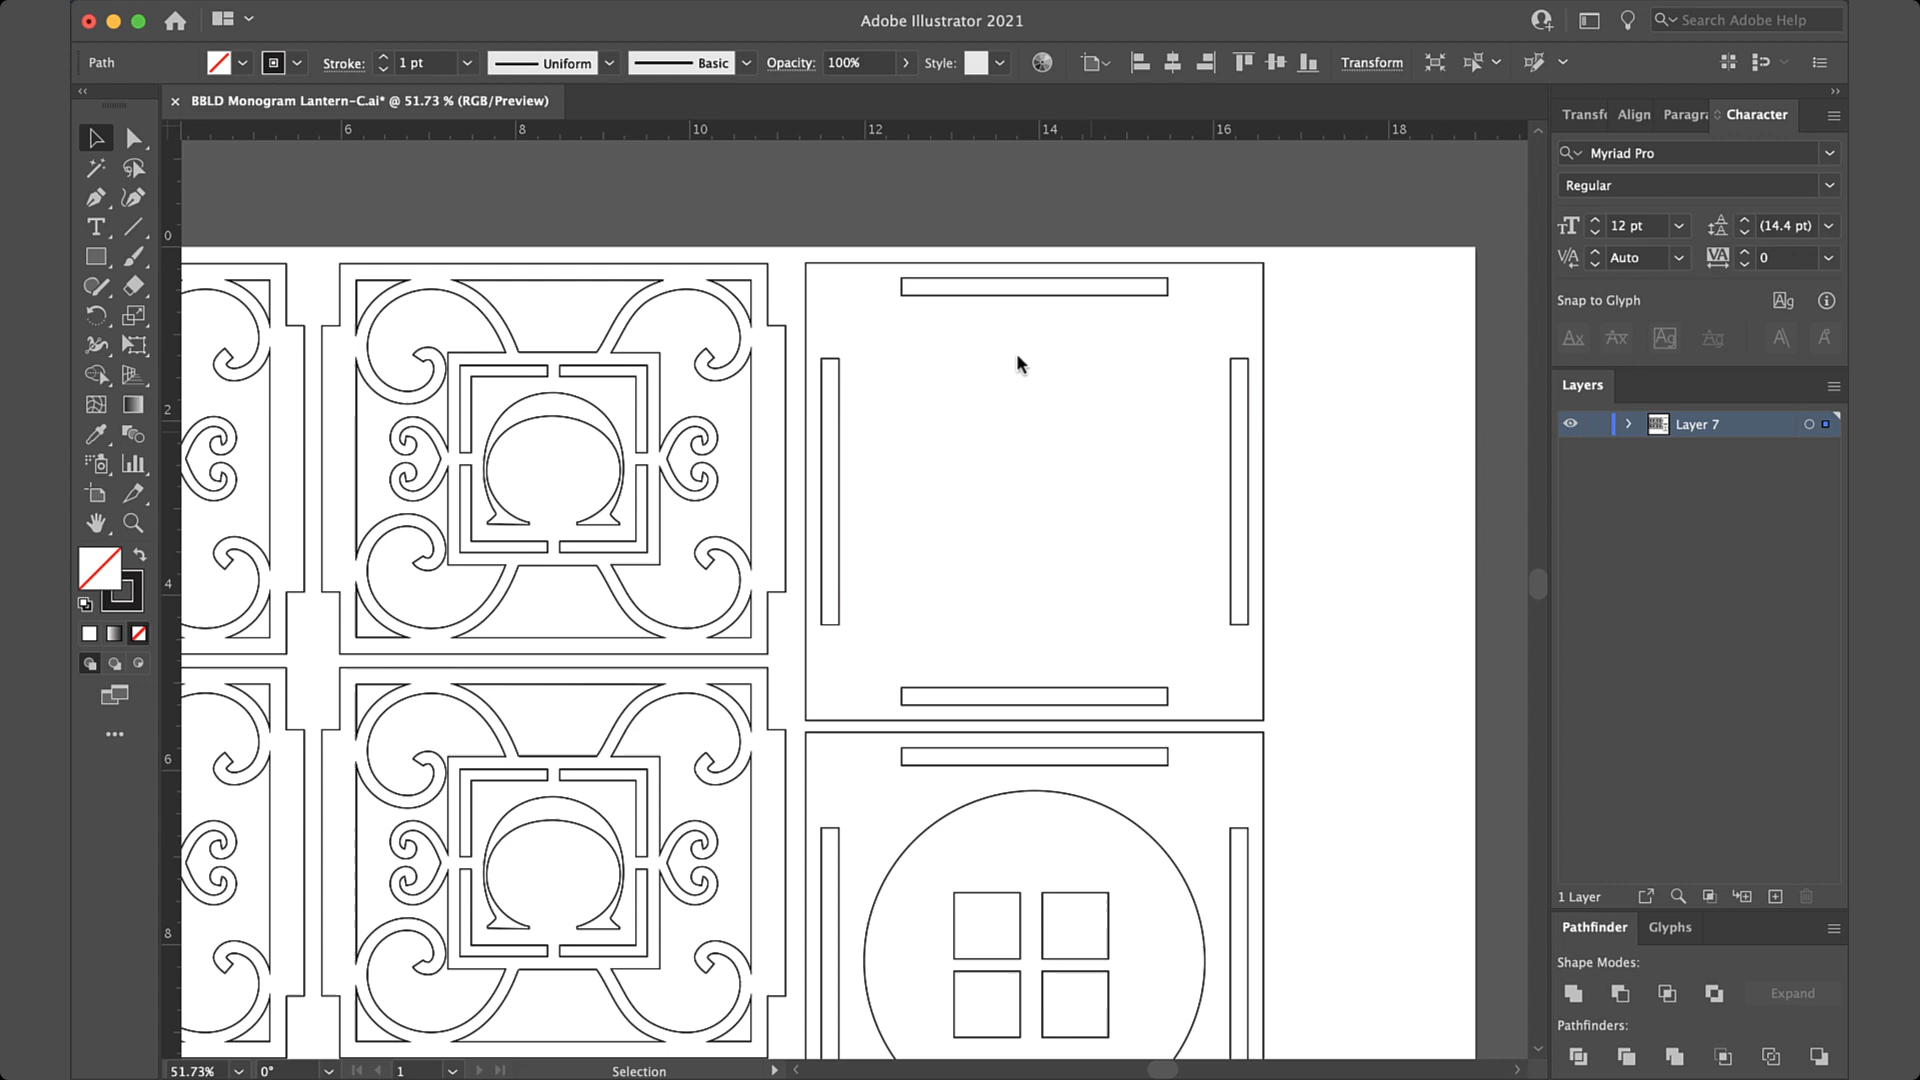 Adobe Illustrator 2021
Search Adobe Help
Path
Stroke:
1 pt
Uniform
Basic
Opacity:
100%
Style:
Transform
BBLD Monogram Lantern-C.ai* @ 51.73 % (RGB/Preview)
6
8
10
12
14
16
18
0
2
4
6
8
Transfo
Align
Paragra
Character
Myriad Pro
Regular
12 pt
(14.4 pt)
Auto
0
Snap to Glyph
Layers
Layer 7
1 Layer
Pathfinder
Glyphs
Shape Modes:
Expand
Pathfinders:
51.73%
0°
1
Selection